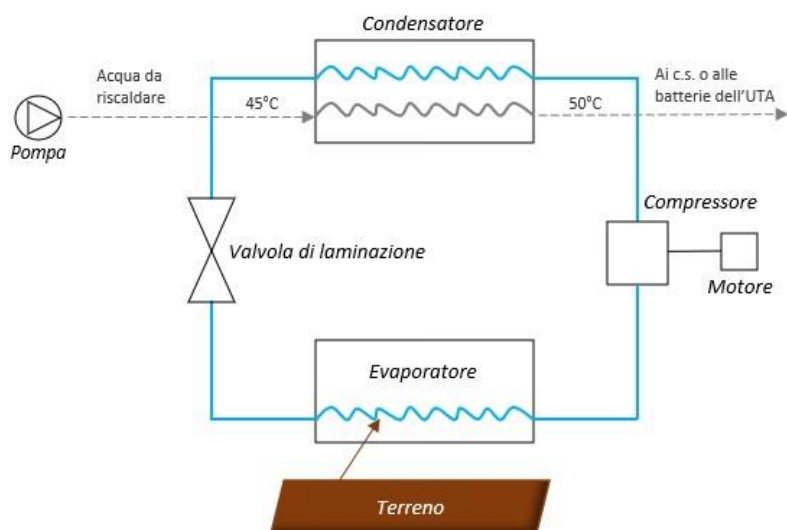 Condensatore
Acqua da
riscaldare
45°C
50°C
Ai c.s. o alle
batterie dell'UTA
Pompa
Compressore
Valvola di laminazione
Motore
Evaporatore
Terreno